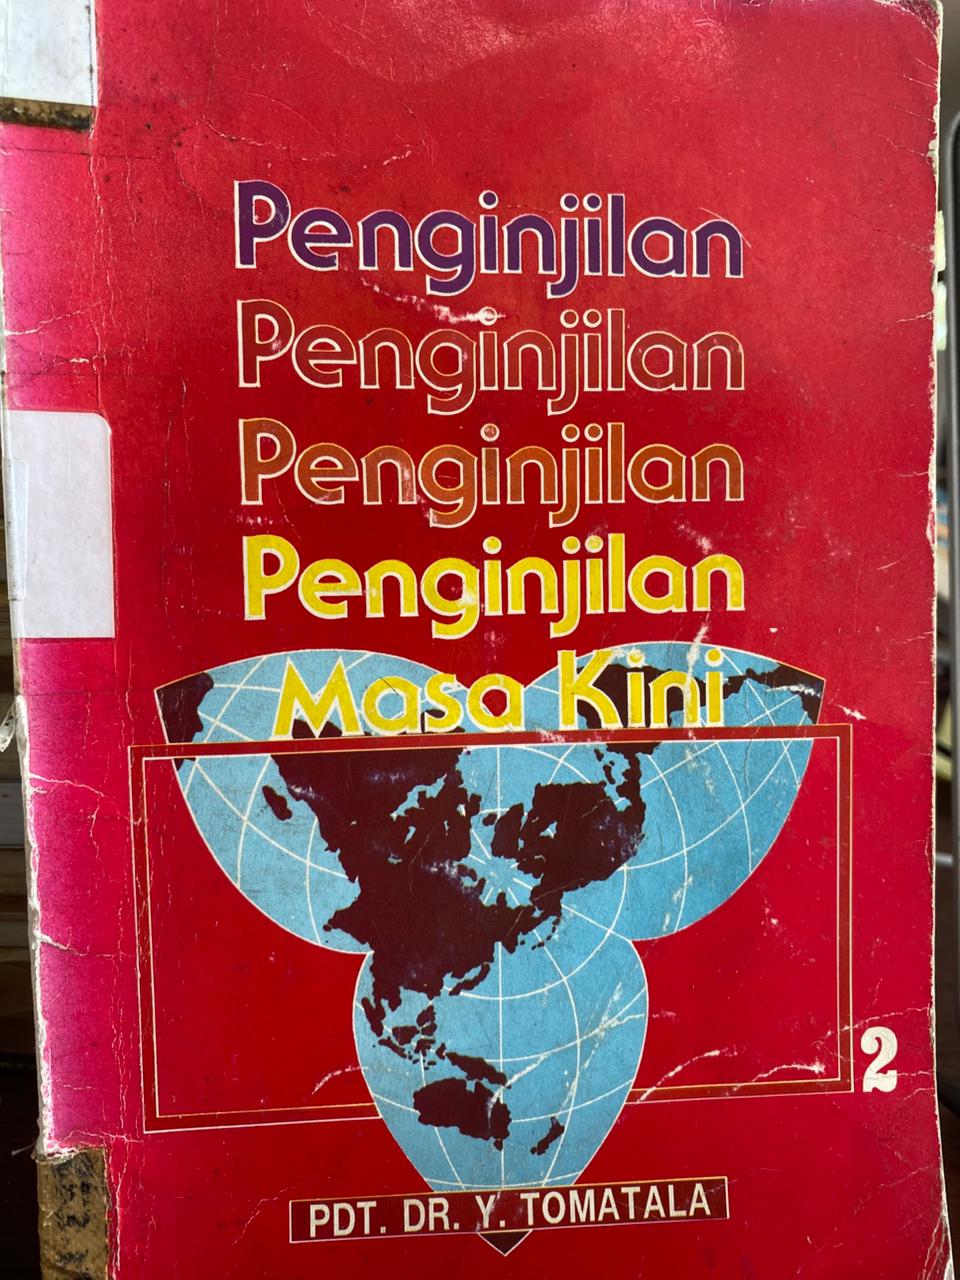 Penginjilan
Penginjilan
Penginjilan
Penginjilan
Masa Kini
2
PDT. DR. Y. TOMATALA